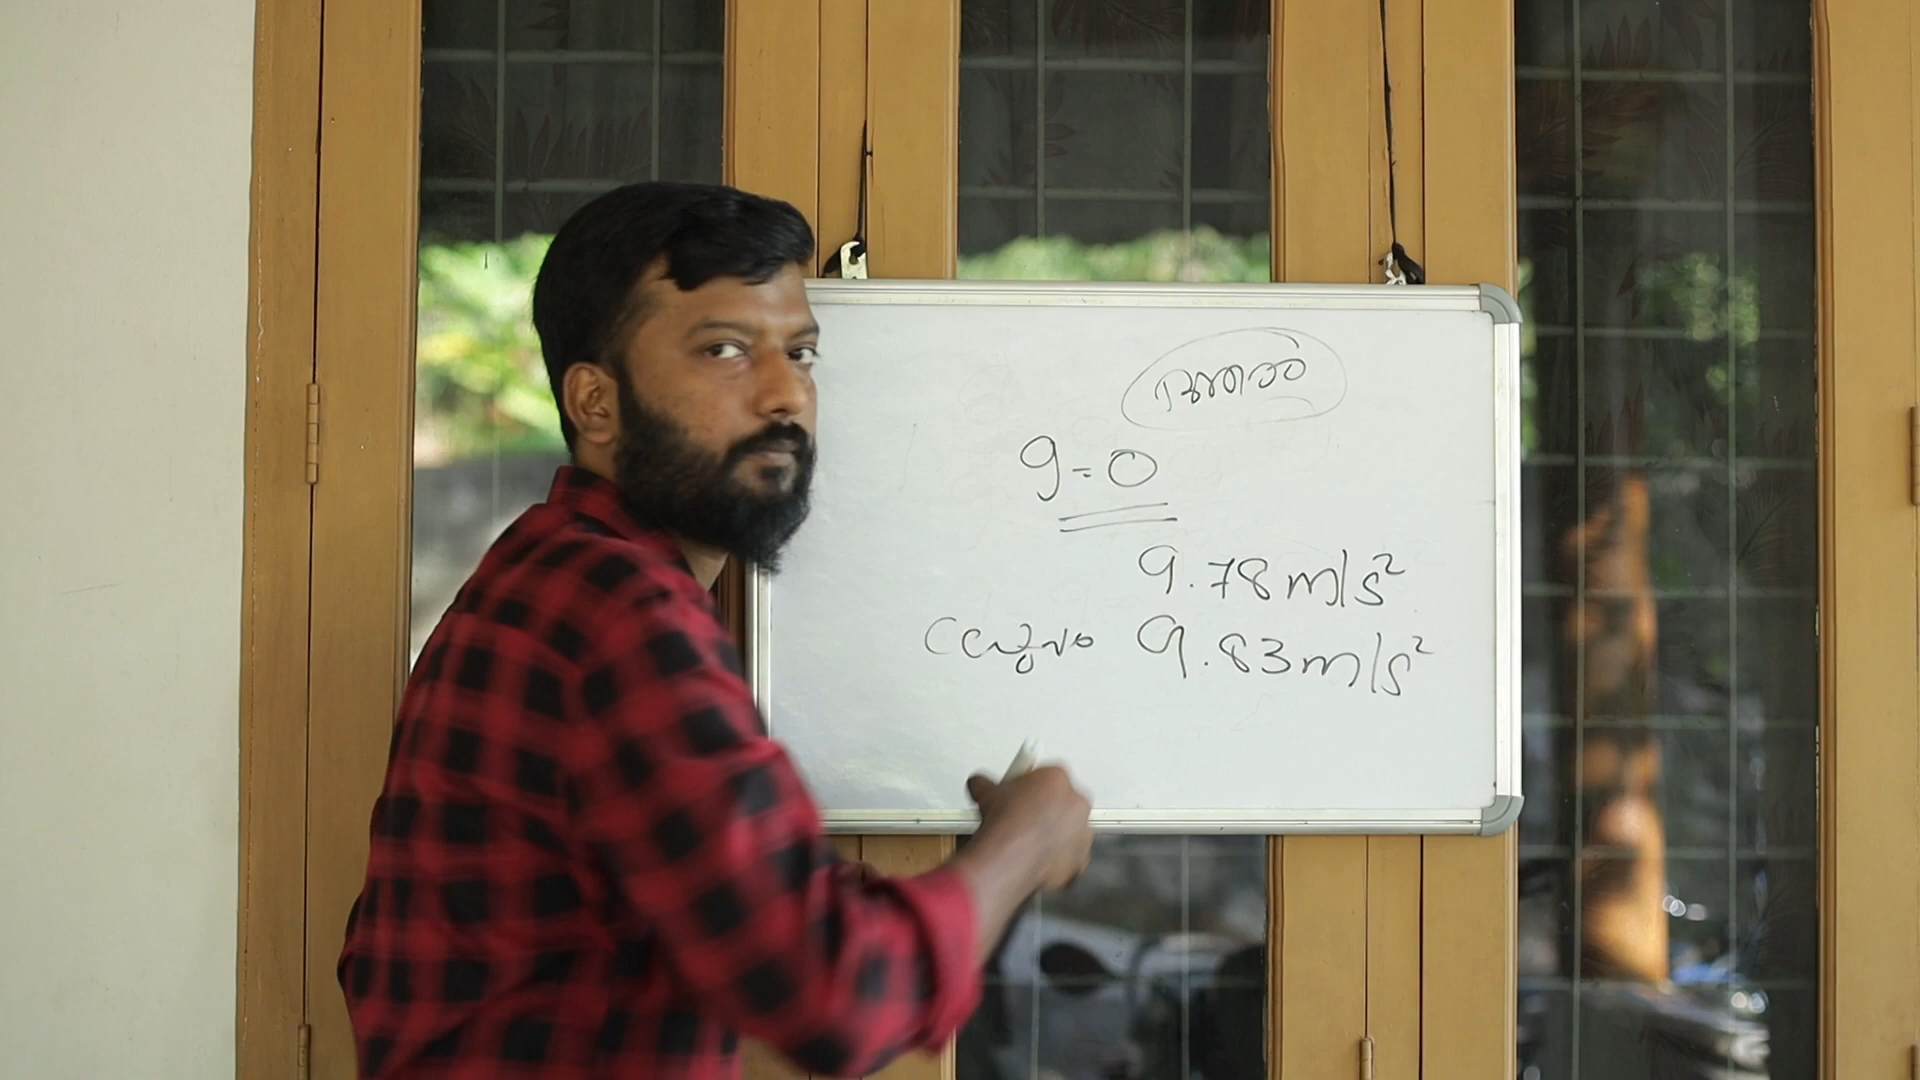 g = 0
9.78 m/s²
ധ്രുവം 9.83 m/s²